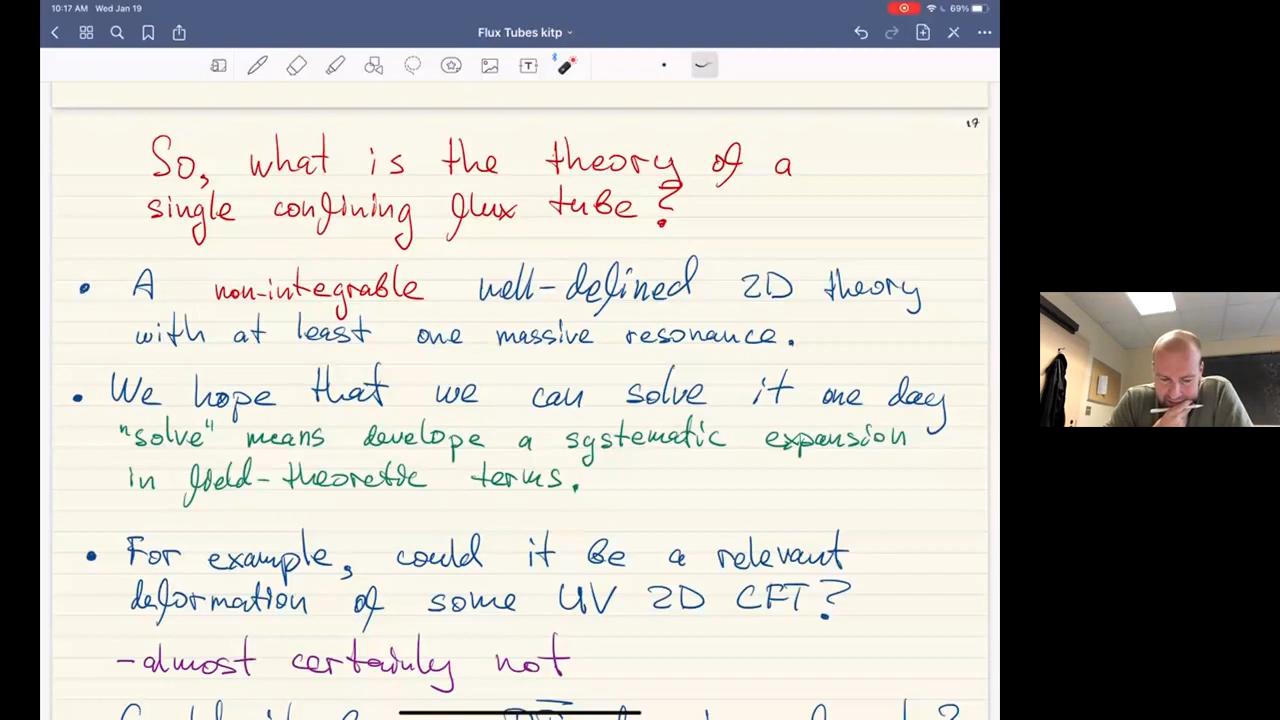 10:17 AM Wed Jan 19
69%
Flux Tubes kitp
17
So, what is the theory of a
single confining flux tube?
• A non-integrable well-defined 2D theory
with at least one massive resonance.
• We hope that we can solve it one day
"solve" means develope a systematic expansion
in field-theoretic terms.
• For example, could it be a relevant
deformation of some UV 2D CFT?
- almost certainly not